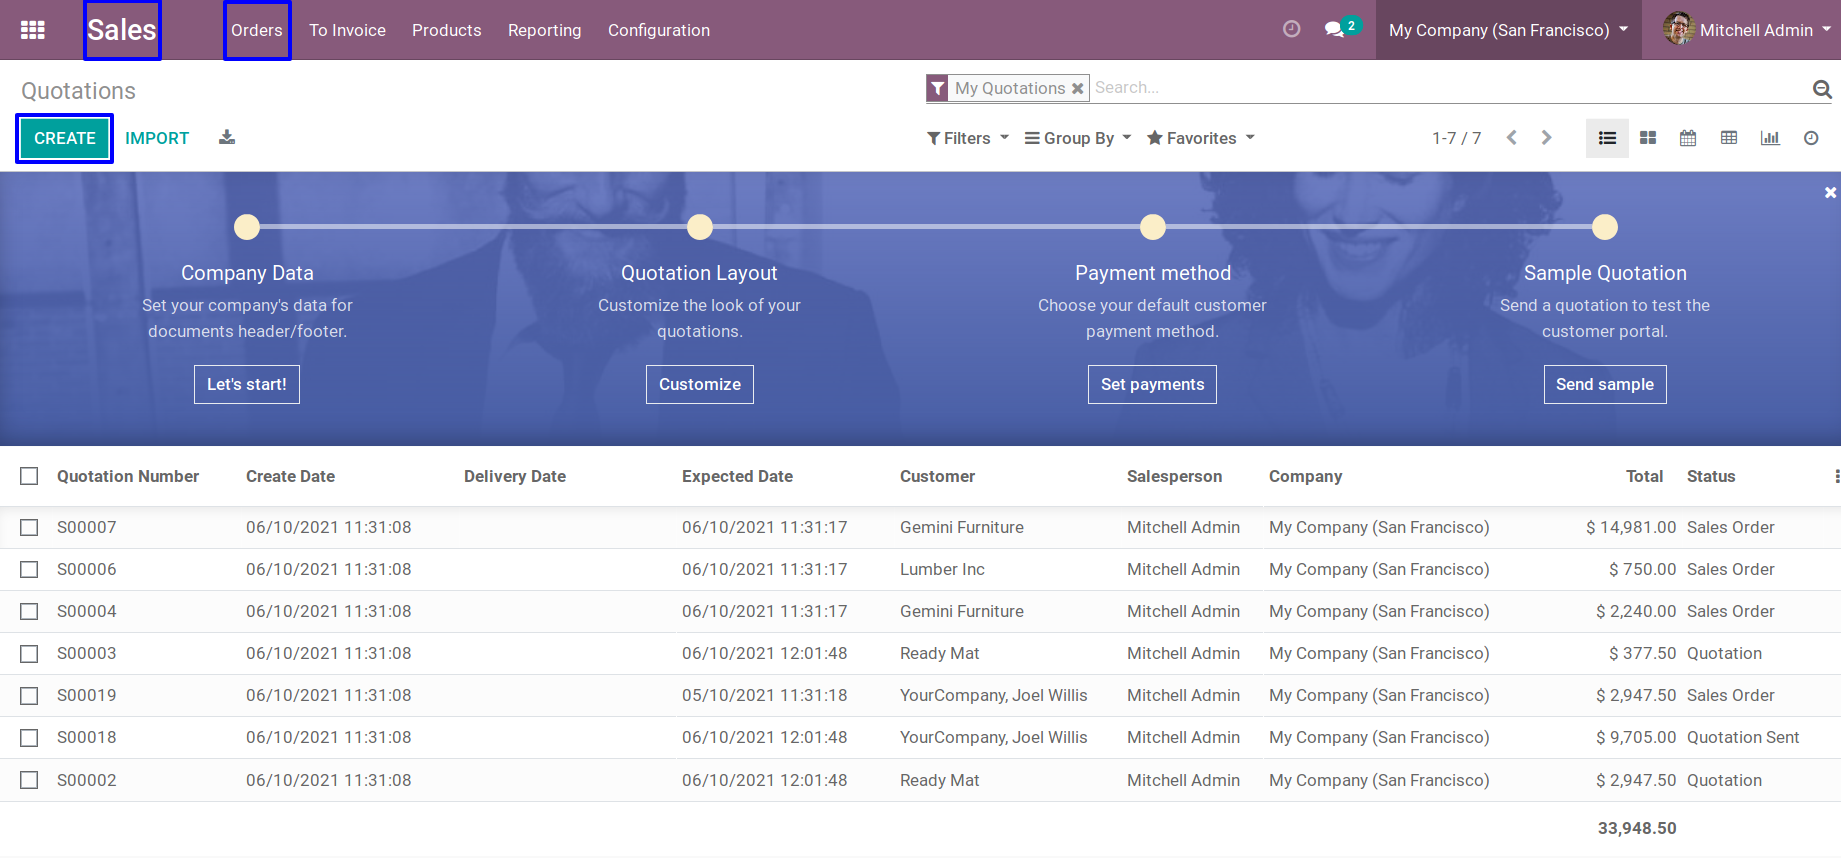 Sales Orders To Invoice Products Reporting Configuration 2 My Company (San Francisco) Mitchell Admin
Quotations My Quotations Search...
CREATE IMPORT Filters Group By Favorites 1-7 / 7
Company Data Quotation Layout Payment method Sample Quotation
Set your company's data for Customize the look of your Choose your default customer Send a quotation to test the
documents header/footer. quotations. payment method. customer portal.
Let's start! Customize Set payments Send sample
Quotation Number Create Date Delivery Date Expected Date Customer Salesperson Company Total Status
S00007 06/10/2021 11:31:08 06/10/2021 11:31:17 Gemini Furniture Mitchell Admin My Company (San Francisco) $ 14,981.00 Sales Order
S00006 06/10/2021 11:31:08 06/10/2021 11:31:17 Lumber Inc Mitchell Admin My Company (San Francisco) $ 750.00 Sales Order
S00004 06/10/2021 11:31:08 06/10/2021 11:31:17 Gemini Furniture Mitchell Admin My Company (San Francisco) $ 2,240.00 Sales Order
S00003 06/10/2021 11:31:08 06/10/2021 12:01:48 Ready Mat Mitchell Admin My Company (San Francisco) $ 377.50 Quotation
S00019 06/10/2021 11:31:08 05/10/2021 11:31:18 YourCompany, Joel Willis Mitchell Admin My Company (San Francisco) $ 2,947.50 Sales Order
S00018 06/10/2021 11:31:08 06/10/2021 12:01:48 YourCompany, Joel Willis Mitchell Admin My Company (San Francisco) $ 9,705.00 Quotation Sent
S00002 06/10/2021 11:31:08 06/10/2021 12:01:48 Ready Mat Mitchell Admin My Company (San Francisco) $ 2,947.50 Quotation
33,948.50